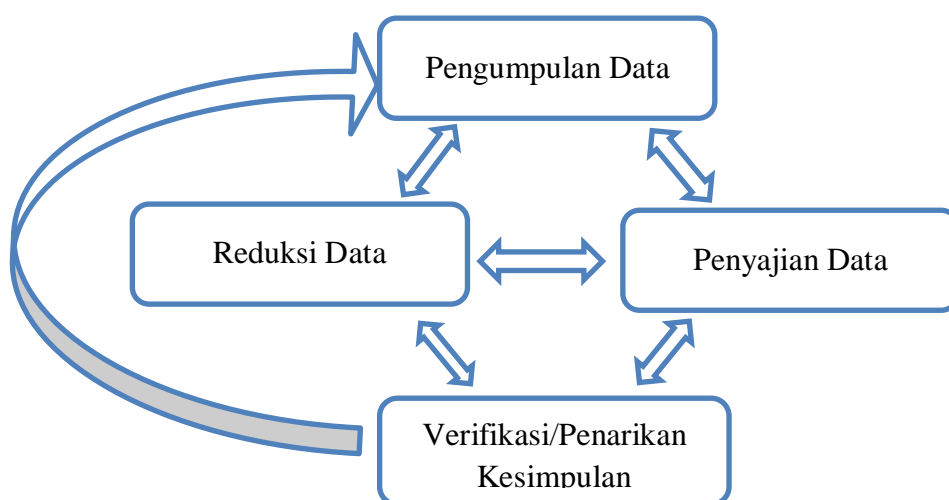 Pengumpulan Data
Reduksi Data
Penyajian Data
Verifikasi/Penarikan
Kesimpulan